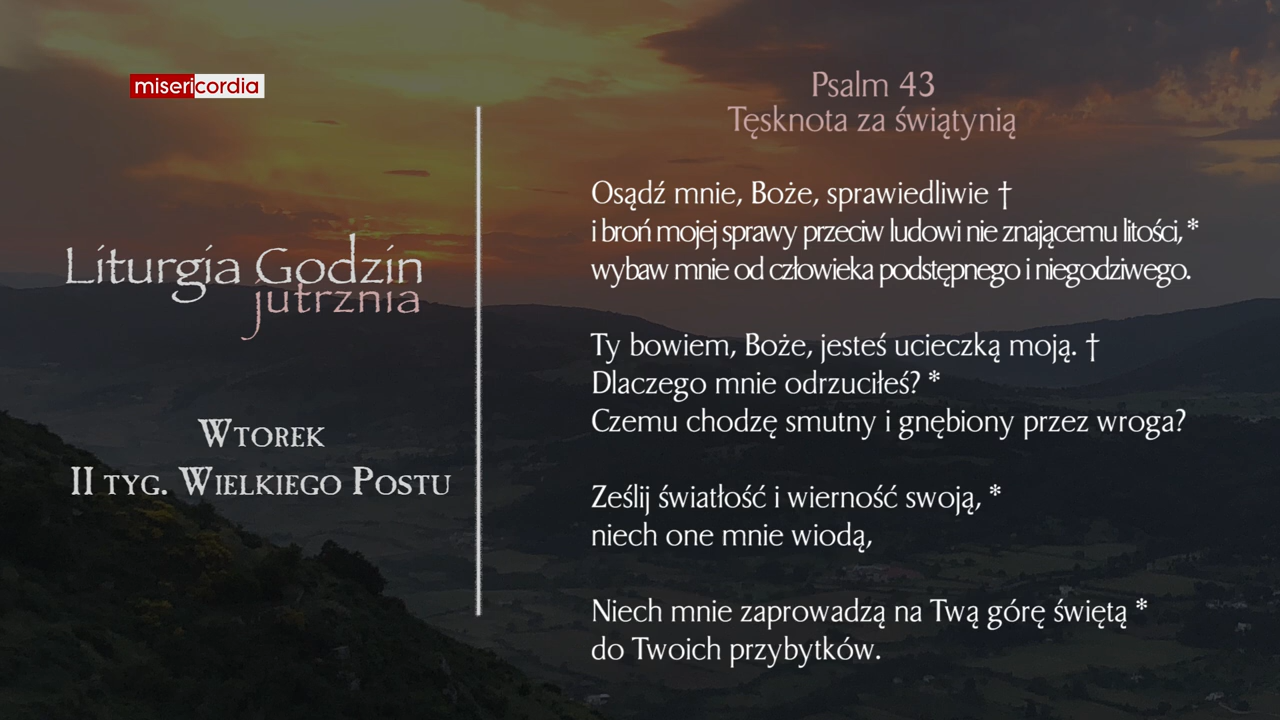 misericordia
Liturgia Godzin
jutrznia
Wtorek
II tyg. Wielkiego Postu
Psalm 43
Tęsknota za świątynią
Osądź mnie, Boże, sprawiedliwie †
i broń mojej sprawy przeciw ludowi nie znającemu litości, *
wybaw mnie od człowieka podstępnego i niegodziwego.
Ty bowiem, Boże, jesteś ucieczką moją. †
Dlaczego mnie odrzuciłeś? *
Czemu chodzę smutny i gnębiony przez wroga?
Ześlij światłość i wierność swoją, *
niech one mnie wiodą,
Niech mnie zaprowadzą na Twą górę świętą *
do Twoich przybytków.